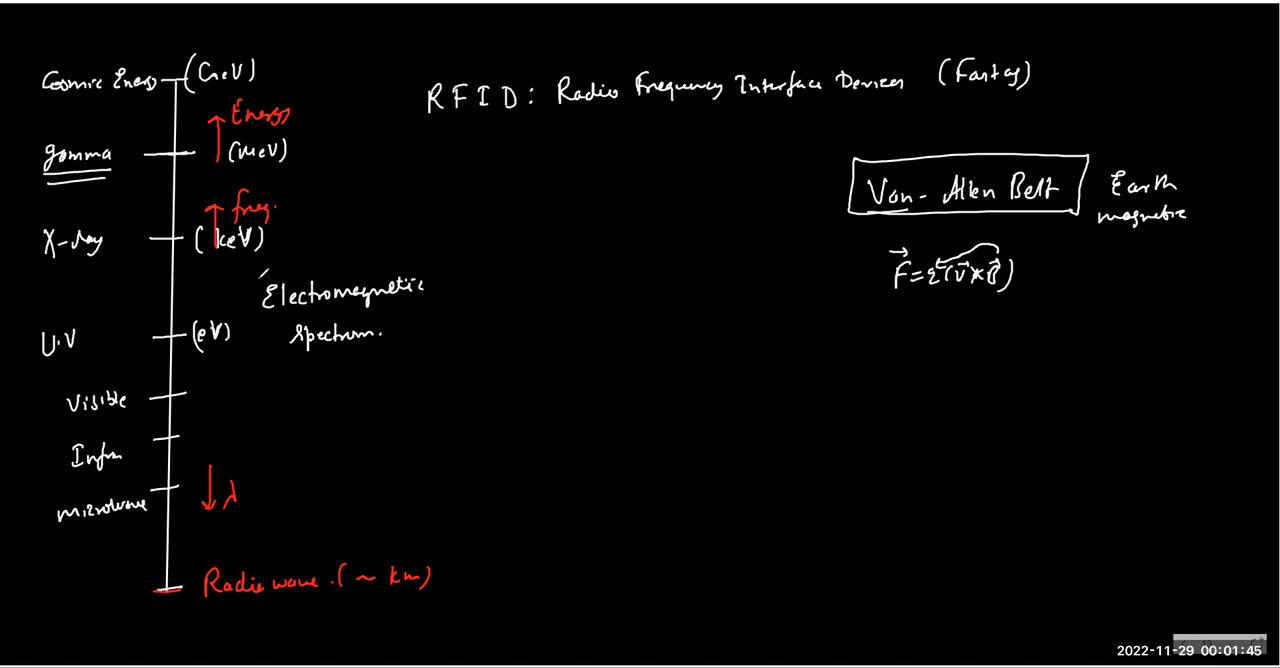 Cosmic Energy (GeV)
Energy
gamma (MeV)
freq.
X-ray (keV)
Electromagnetic
spectrum.
U.V (eV)
Visible
Infra
microwave
λ
Radio wave. (~ km)
RFID: Radio Frequency Interface Devices (Fastag)
Van-Allen Belt
Earth
magnetic
F=q(v×B)
2022-11-29 00:01:45